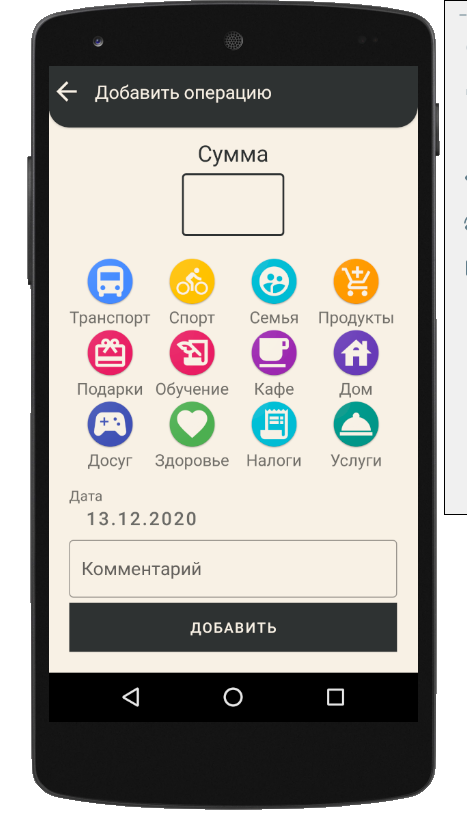 Добавить операцию
Сумма
Транспорт Спорт Семья Продукты
Подарки Обучение Кафе Дом
Досуг Здоровье Налоги Услуги
Дата
13.12.2020
Комментарий
ДОБАВИТЬ